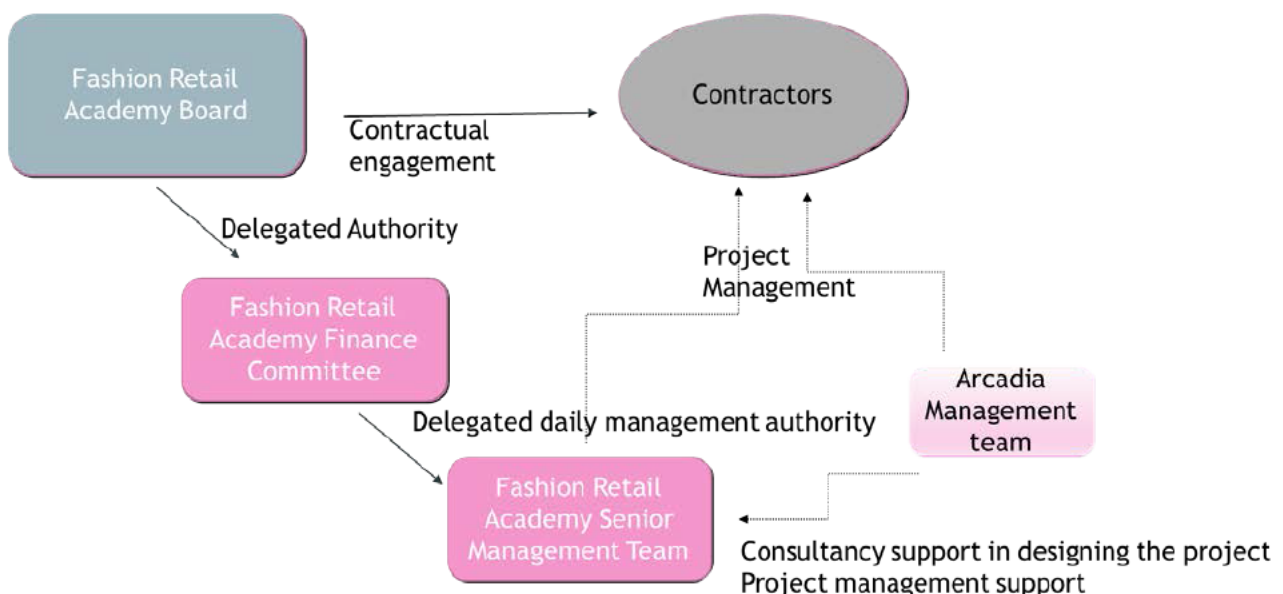 Fashion Retail
Academy Board
Contractors
Contractual
engagement
Delegated Authority
Project
Management
Fashion Retail
Academy Finance
Committee
Arcadia
Management
team
Delegated daily management authority
Fashion Retail
Academy Senior
Management Team
Consultancy support in designing the project
Project management support